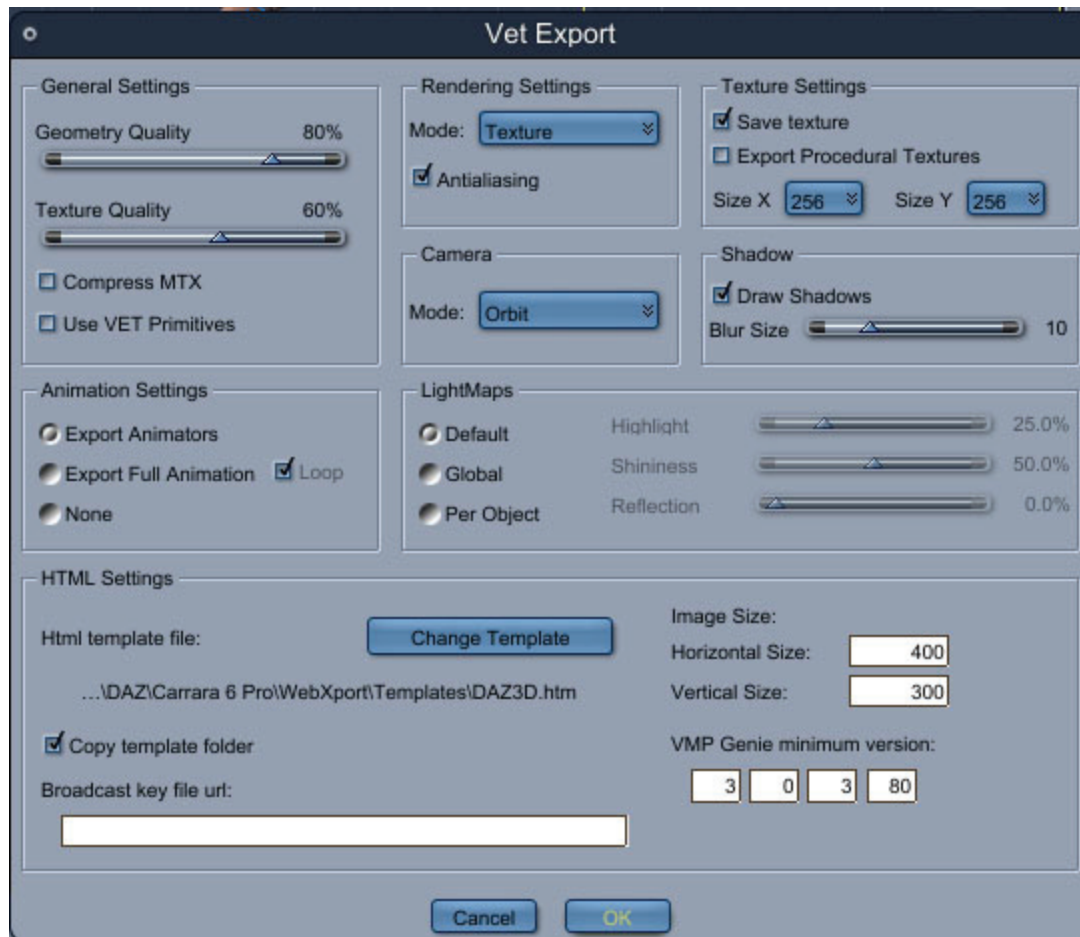 Vet Export
General Settings
Geometry Quality 80%
Texture Quality 60%
Compress MTX
Use VET Primitives
Rendering Settings
Mode: Texture
Antialiasing
Texture Settings
Save texture
Export Procedural Textures
Size X 256 Size Y 256
Camera
Mode: Orbit
Shadow
Draw Shadows
Blur Size 10
Animation Settings
Export Animators
Export Full Animation Loop
None
LightMaps
Default
Global
Per Object
Highlight 25.0%
Shininess 50.0%
Reflection 0.0%
HTML Settings
Html template file: Change Template
...\DAZ\Carrara 6 Pro\WebXport\Templates\DAZ3D.htm
Copy template folder
Broadcast key file url:
Image Size:
Horizontal Size: 400
Vertical Size: 300
VMP Genie minimum version:
3 0 3 80
Cancel OK